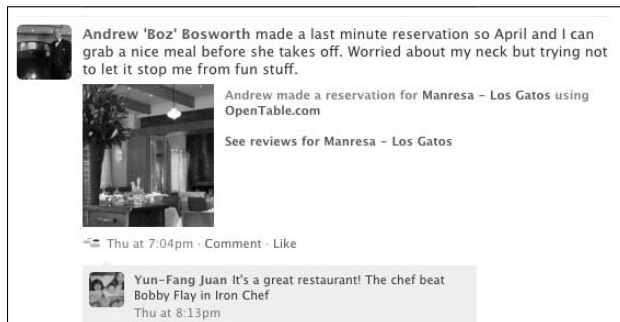 Andrew 'Boz' Bosworth made a last minute reservation so April and I can
grab a nice meal before she takes off. Worried about my neck but trying not
to let it stop me from fun stuff.
Andrew made a reservation for Manresa - Los Gatos using
OpenTable.com
See reviews for Manresa - Los Gatos
Thu at 7:04pm · Comment · Like
Yun-Fang Juan It's a great restaurant! The chef beat
Bobby Flay in Iron Chef
Thu at 8:13pm